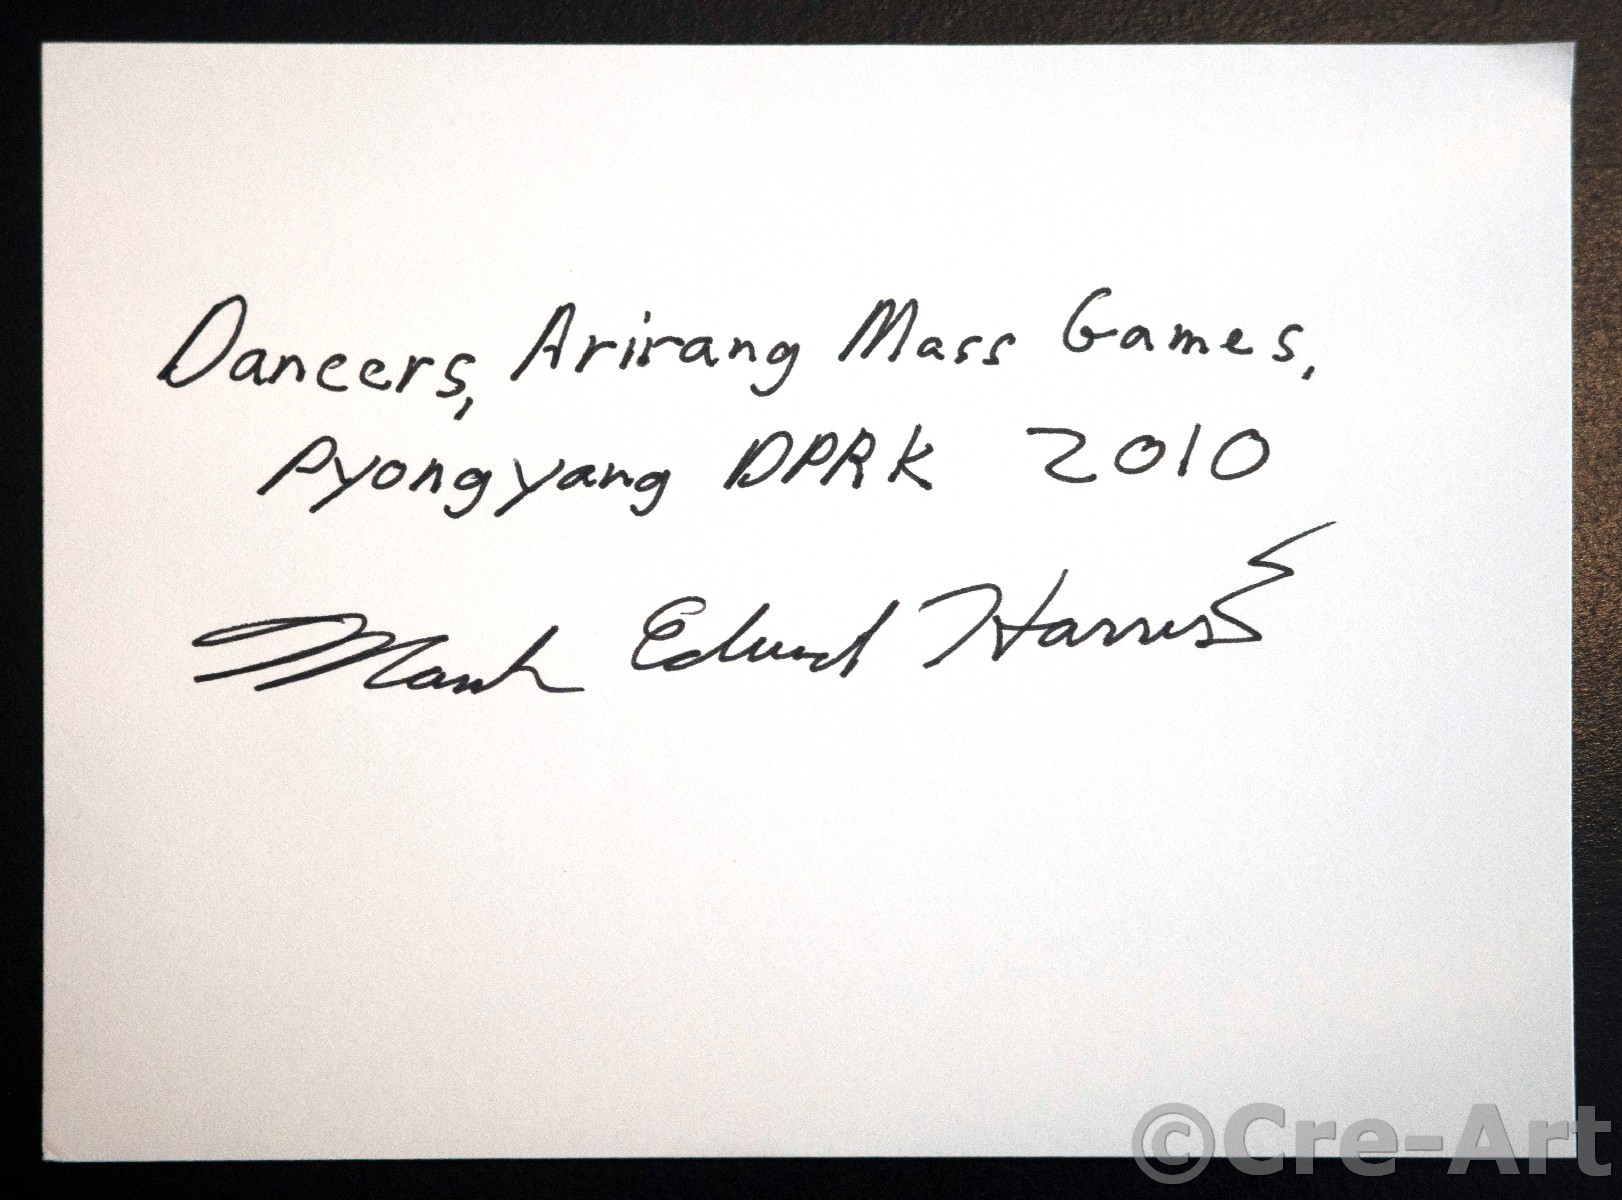 Dancers, Arirang Mass Games,
Pyongyang DPRK 2010
Mark Edward Harris
©Cre-Art